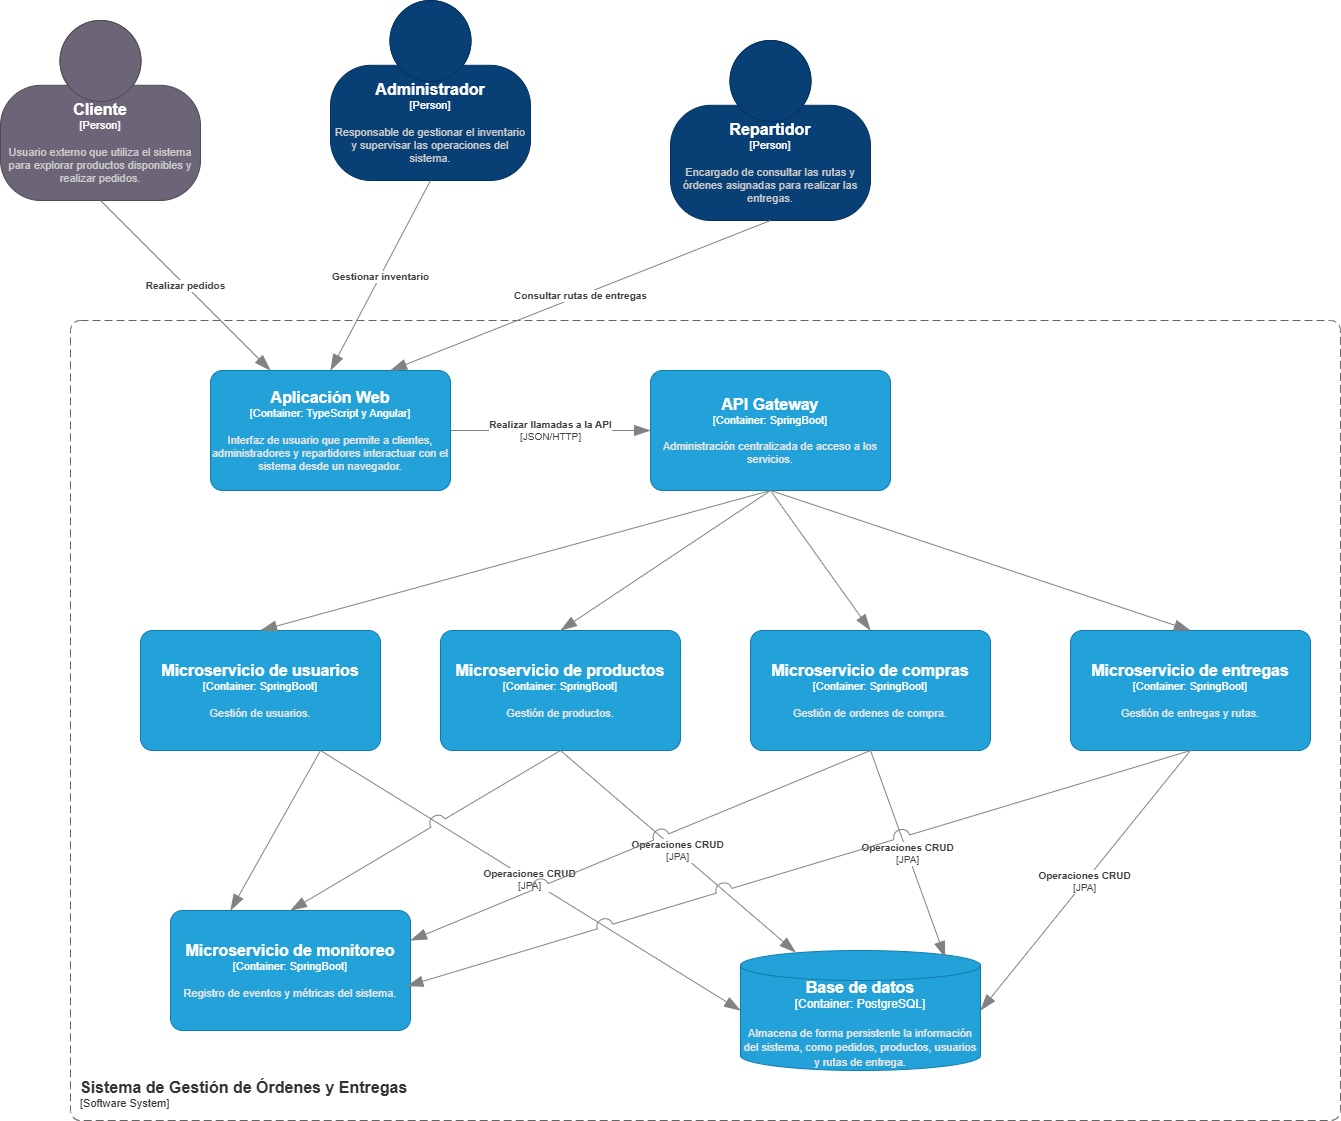 Cliente
[Person]
Usuario externo que utiliza el sistema
para explorar productos disponibles y
realizar pedidos.
Administrador
[Person]
Responsable de gestionar el inventario
y supervisar las operaciones del
sistema.
Repartidor
[Person]
Encargado de consultar las rutas y
órdenes asignadas para realizar las
entregas.
Realizar pedidos
Gestionar inventario
Consultar rutas de entregas
Aplicación Web
[Container: TypeScript y Angular]
Interfaz de usuario que permite a clientes,
administradores y repartidores interactuar con el
sistema desde un navegador.
Realizar llamadas a la API
[JSON/HTTP]
API Gateway
[Container: SpringBoot]
Administración centralizada de acceso a los
servicios.
Microservicio de usuarios
[Container: SpringBoot]
Gestión de usuarios.
Microservicio de productos
[Container: SpringBoot]
Gestión de productos.
Microservicio de compras
[Container: SpringBoot]
Gestión de ordenes de compra.
Microservicio de entregas
[Container: SpringBoot]
Gestión de entregas y rutas.
Operaciones CRUD
[JPA]
Operaciones CRUD
[JPA]
Operaciones CRUD
[JPA]
Operaciones CRUD
[JPA]
Microservicio de monitoreo
[Container: SpringBoot]
Registro de eventos y métricas del sistema.
Base de datos
[Container: PostgreSQL]
Almacena de forma persistente la información
del sistema, como pedidos, productos, usuarios
y rutas de entrega.
Sistema de Gestión de Órdenes y Entregas
[Software System]